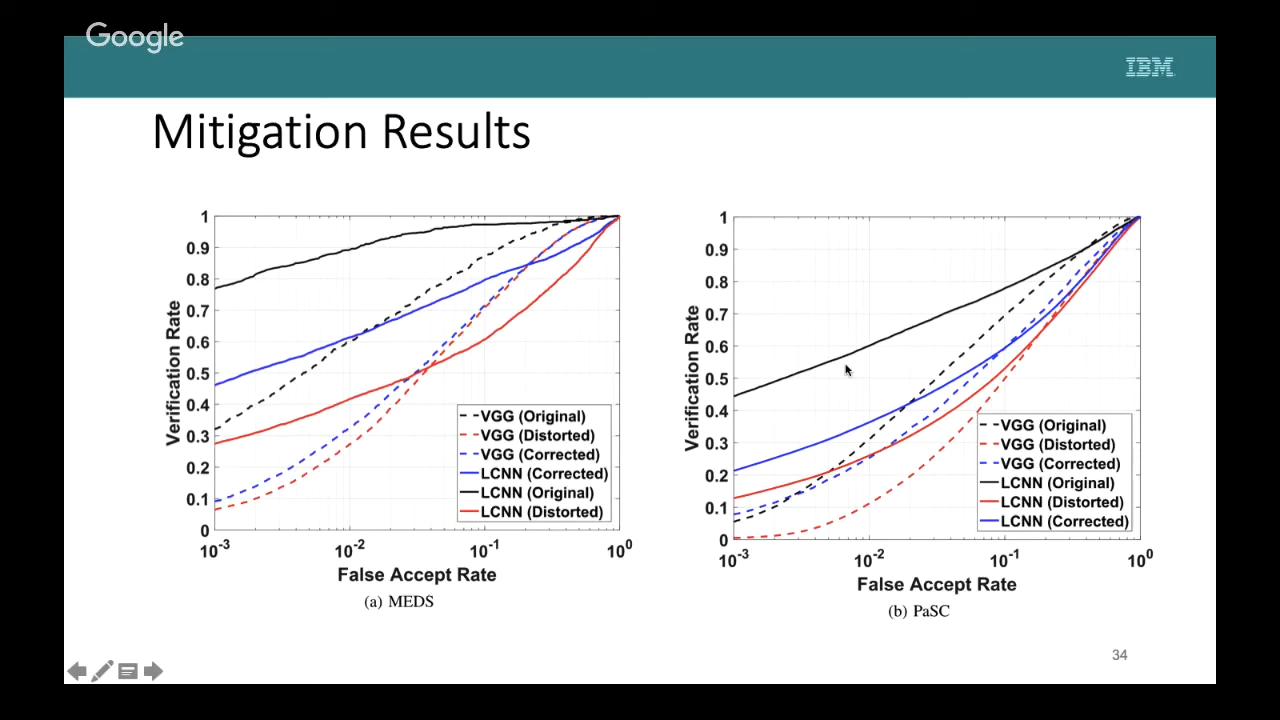 Google
IBM
Mitigation Results
1
0.9
0.8
0.7
0.6
0.5
0.4
0.3
0.2
0.1
0
Verification Rate
VGG (Original)
VGG (Distorted)
VGG (Corrected)
LCNN (Corrected)
LCNN (Original)
LCNN (Distorted)
10^-3
10^-2
10^-1
10^0
False Accept Rate
(a) MEDS
1
0.9
0.8
0.7
0.6
0.5
0.4
0.3
0.2
0.1
0
Verification Rate
VGG (Original)
VGG (Distorted)
VGG (Corrected)
LCNN (Original)
LCNN (Distorted)
LCNN (Corrected)
10^-3
10^-2
10^-1
10^0
False Accept Rate
(b) PaSC
34